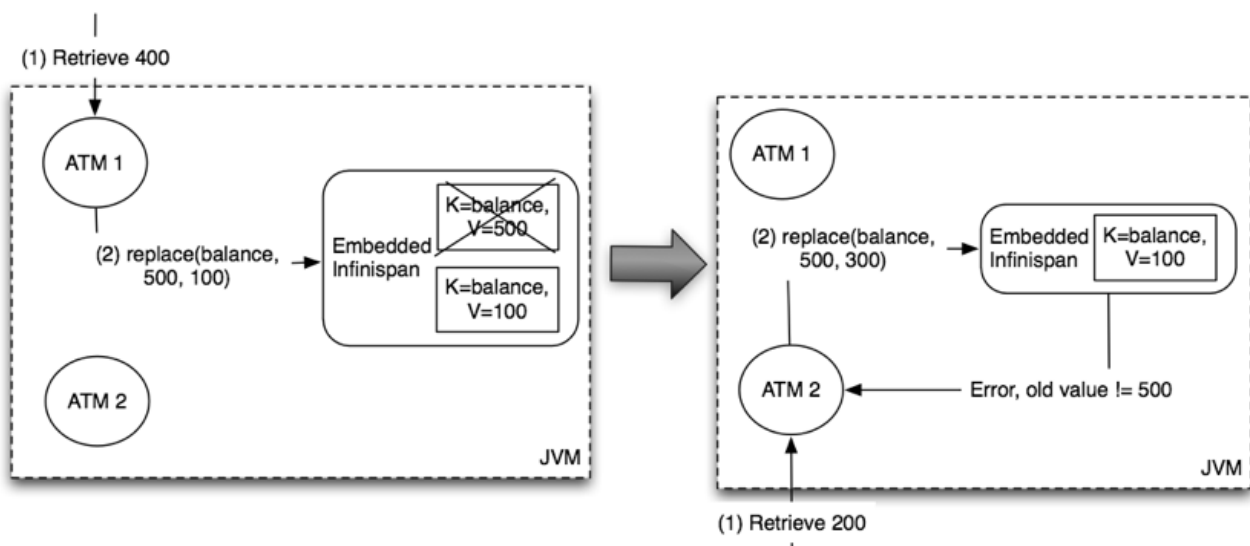 (1) Retrieve 400
ATM 1
(2) replace(balance,
500, 100)
Embedded
Infinispan
K=balance,
V=500
K=balance,
V=100
ATM 2
JVM
ATM 1
(2) replace(balance,
500, 300)
Embedded
Infinispan
K=balance,
V=100
ATM 2
Error, old value != 500
JVM
(1) Retrieve 200